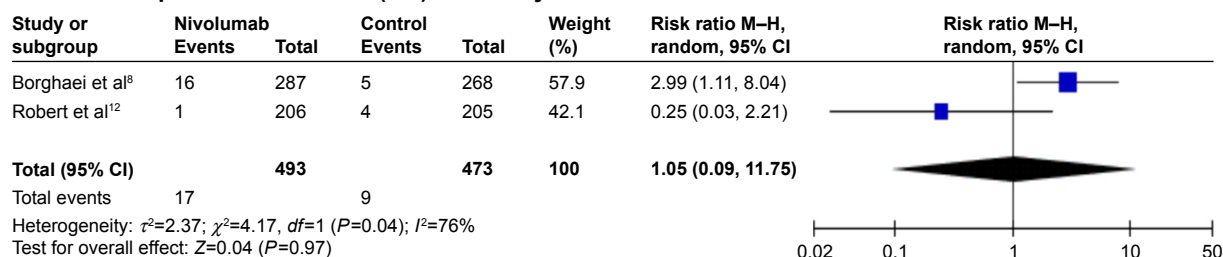 Study or subgroup Nivolumab Events Total Control Events Total Weight (%) Risk ratio M–H, random, 95% CI Risk ratio M–H, random, 95% CI
Borghaei et al⁸ 16 287 5 268 57.9 2.99 (1.11, 8.04)
Robert et al¹² 1 206 4 205 42.1 0.25 (0.03, 2.21)
Total (95% CI) 493 473 100 1.05 (0.09, 11.75)
Total events 17 9
Heterogeneity: τ²=2.37; χ²=4.17, df=1 (P=0.04); I²=76%
Test for overall effect: Z=0.04 (P=0.97)
0.02 0.1 1 10 50